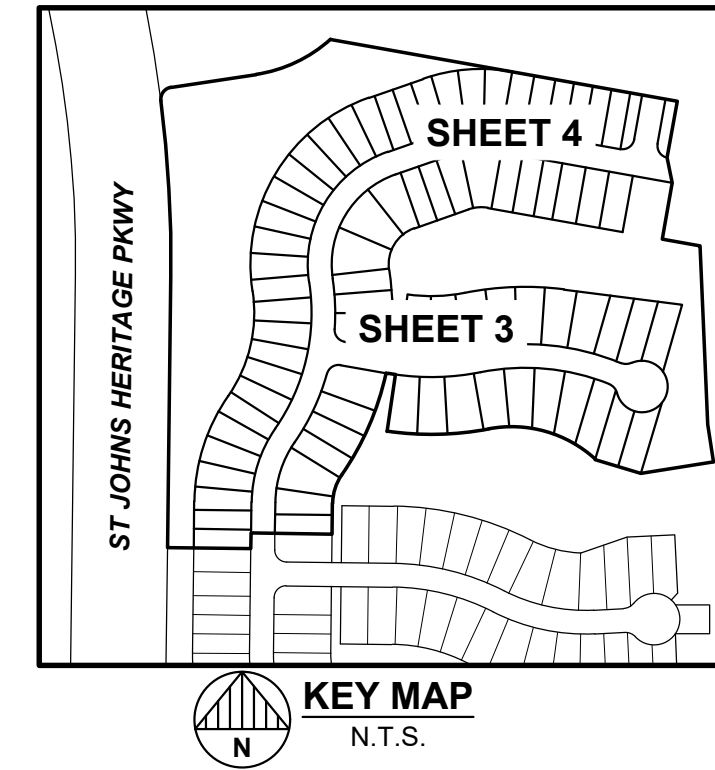 SHEET 4
SHEET 3
ST JOHNS HERITAGE PKWY
KEY MAP
N.T.S.
N